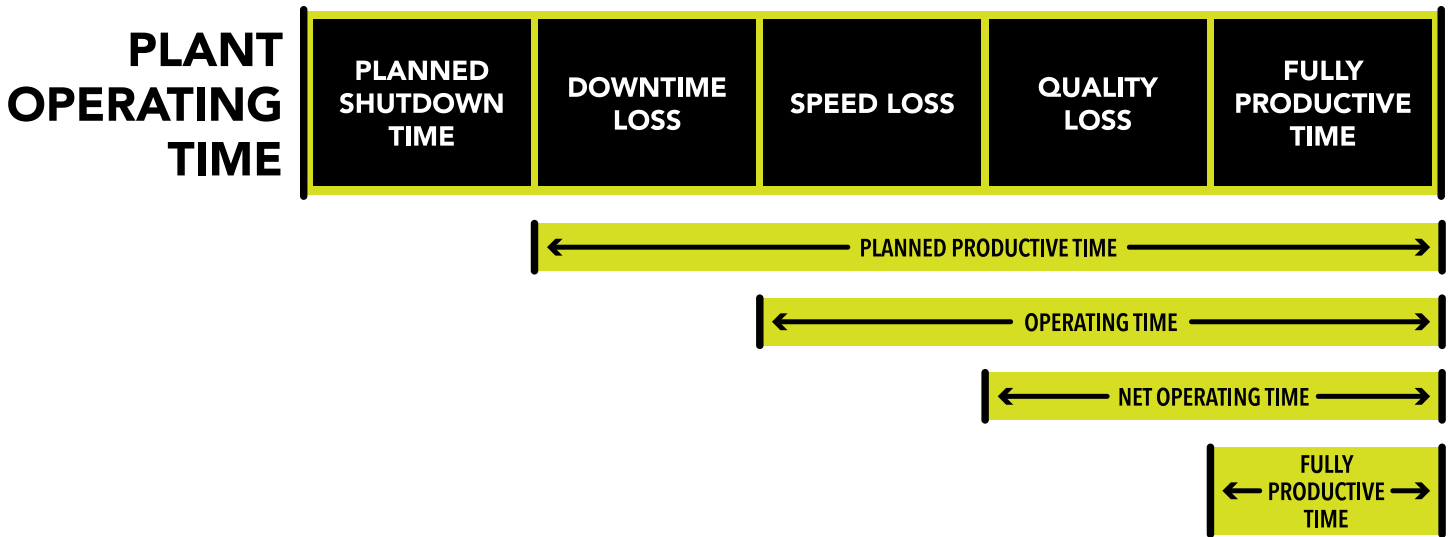 PLANT
OPERATING
TIME
PLANNED
SHUTDOWN
TIME
DOWNTIME
LOSS
SPEED LOSS
QUALITY
LOSS
FULLY
PRODUCTIVE
TIME
PLANNED PRODUCTIVE TIME
OPERATING TIME
NET OPERATING TIME
FULLY
PRODUCTIVE
TIME